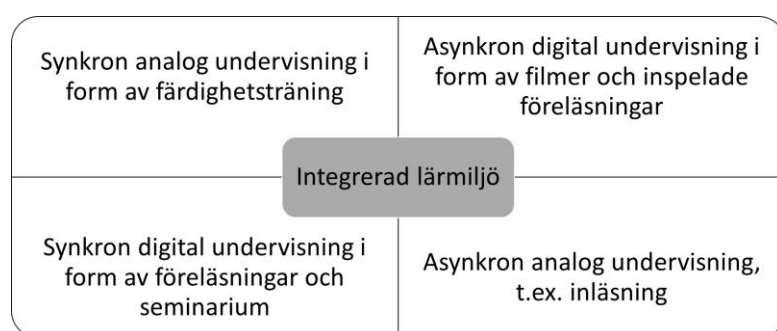 Synkron analog undervisning i
form av färdighetsträning
Asynkron digital undervisning i
form av filmer och inspelade
föreläsningar
Integrerad lärmiljö
Synkron digital undervisning i
form av föreläsningar och
seminarium
Asynkron analog undervisning,
t.ex. inläsning